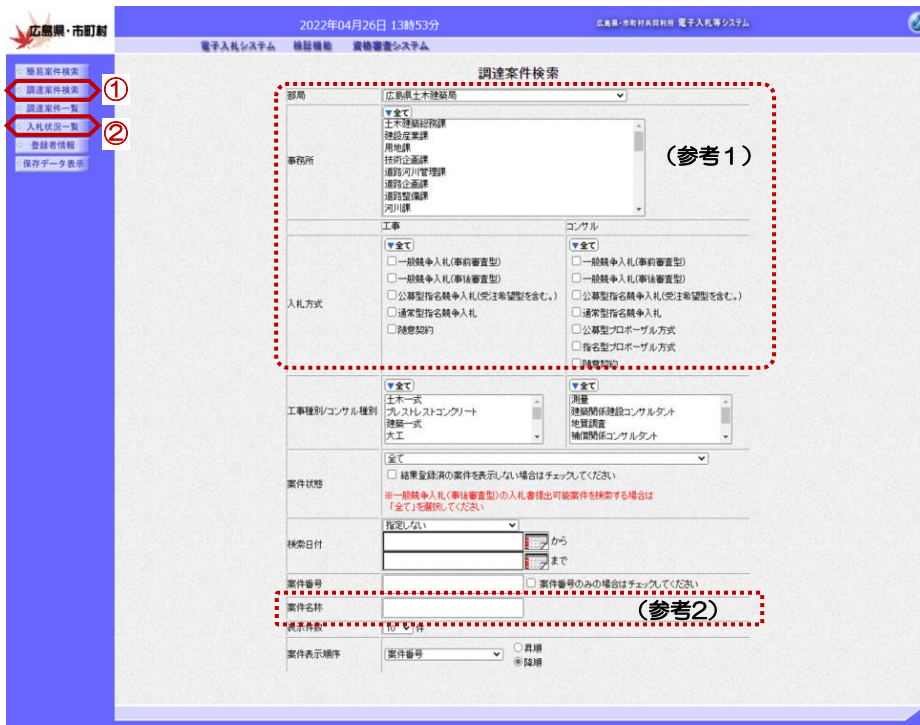 広島県・市町村
2022年04月26日 13時53分
広島県・市町村共同利用 電子入札等システム
電子入札システム 検証機能 資格審査システム
簡易案件検索
調達案件検索
①
調達案件一覧
入札状況一覧
②
登録者情報
保存データ表示
調達案件検索
部局 広島県土木建築局
事務所
▼全て
土木建築総務課
建設産業課
用地課
技術企画課
道路河川管理課
道路企画課
道路整備課
河川課
（参考１）
工事 コンサル
入札方式
▼全て ▼全て
一般競争入札(事前審査型) 一般競争入札(事前審査型)
一般競争入札(事後審査型) 一般競争入札(事後審査型)
公募型指名競争入札(受注希望型を含む。) 公募型指名競争入札(受注希望型を含む。)
通常型指名競争入札 通常型指名競争入札
随意契約 公募型プロポーザル方式
指名型プロポーザル方式
随意契約
工事種別/コンサル種別
▼全て ▼全て
土木一式 測量
プレストレストコンクリート 建築関係建設コンサルタント
建築一式 地質調査
大工 補償関係コンサルタント
案件状態
全て
結果登録済の案件を表示しない場合はチェックしてください
※一般競争入札(事後審査型)の入札書提出可能案件を検索する場合は
「全て」を選択してください
検索日付
指定しない
から
まで
案件番号 案件番号のみの場合はチェックしてください
案件名称 （参考2）
表示件数 10 件
案件表示順序 案件番号 昇順
降順